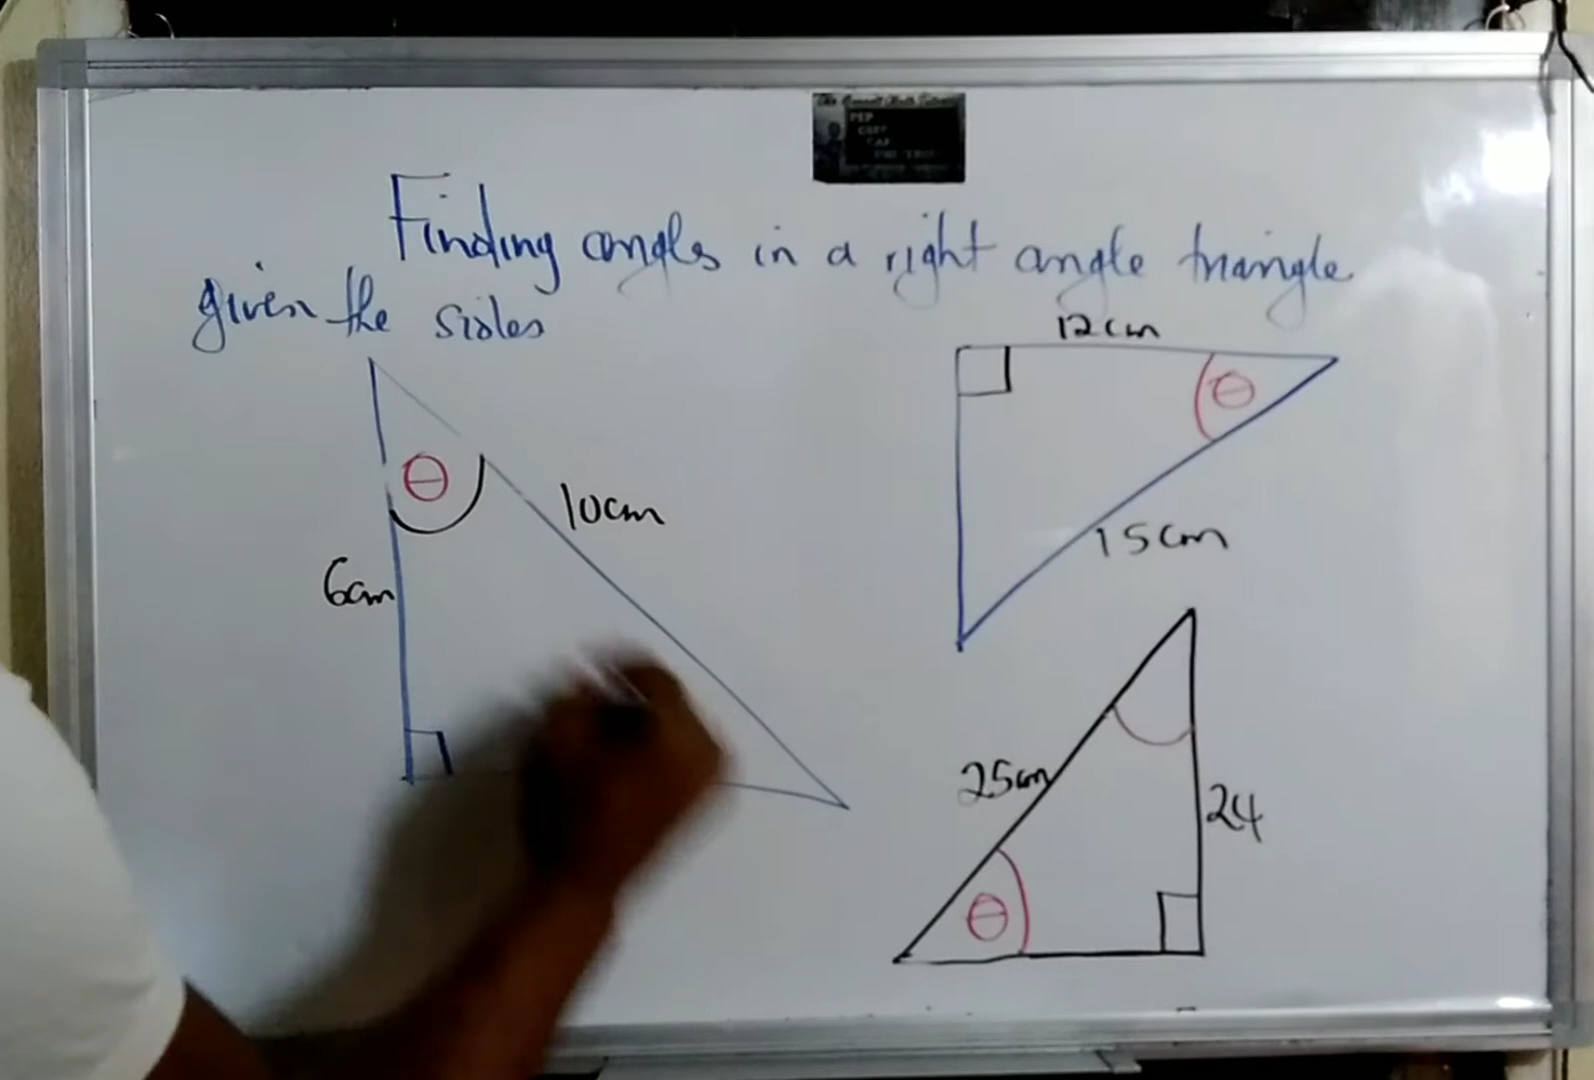 Finding angles in a right angle triangle
given the sides
12cm
θ
θ
10cm
15cm
6cm
25cm
24
θ